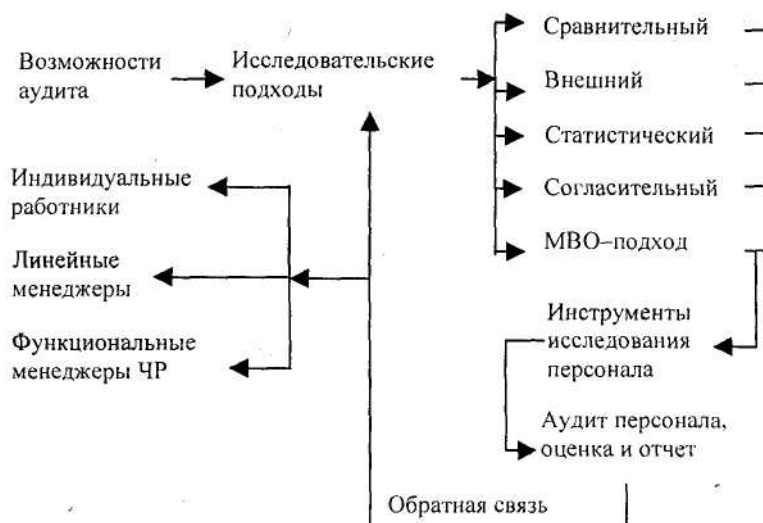 Возможности
аудита
Исследовательские
подходы
Сравнительный
Внешний
Статистический
Согласительный
МВО–подход
Индивидуальные
работники
Линейные
менеджеры
Функциональные
менеджеры ЧР
Инструменты
исследования
персонала
Аудит персонала,
оценка и отчет
Обратная связь